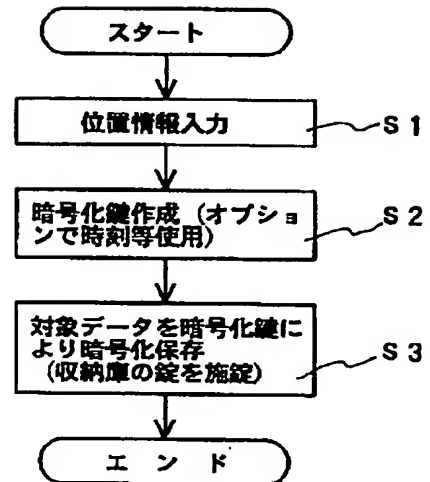 スタート
位置情報入力
S1
暗号化鍵作成（オプショ
ンで時刻等使用）
S2
対象データを暗号化鍵に
より暗号化保存
（収納庫の錠を施錠）
S3
エンド